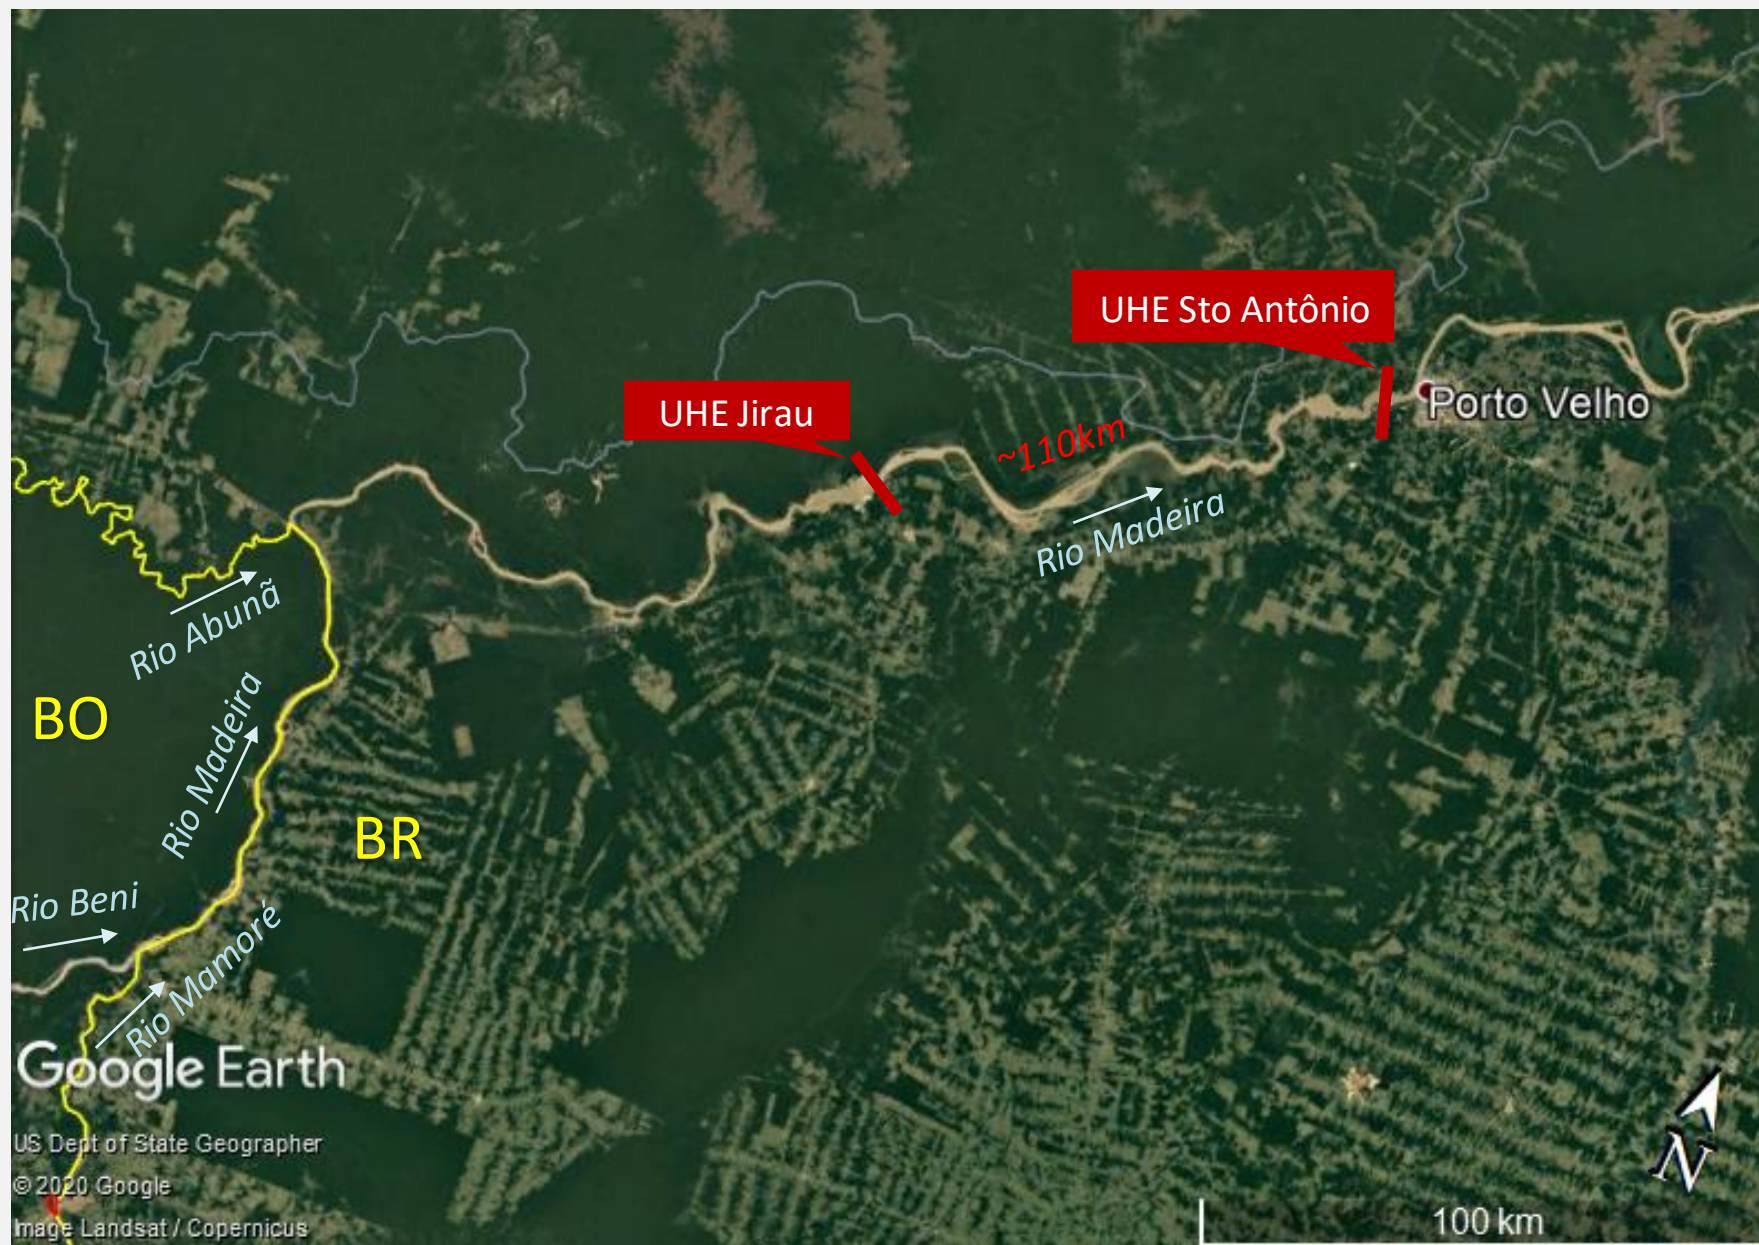 UHE Sto Antônio
UHE Jirau
Porto Velho
~110km
Rio Madeira
Rio Abunã
Rio Madeira
BO
BR
Rio Beni
Rio Mamoré
Google Earth
US Dept of State Geographer
© 2020 Google
Image Landsat / Copernicus
N
100 km